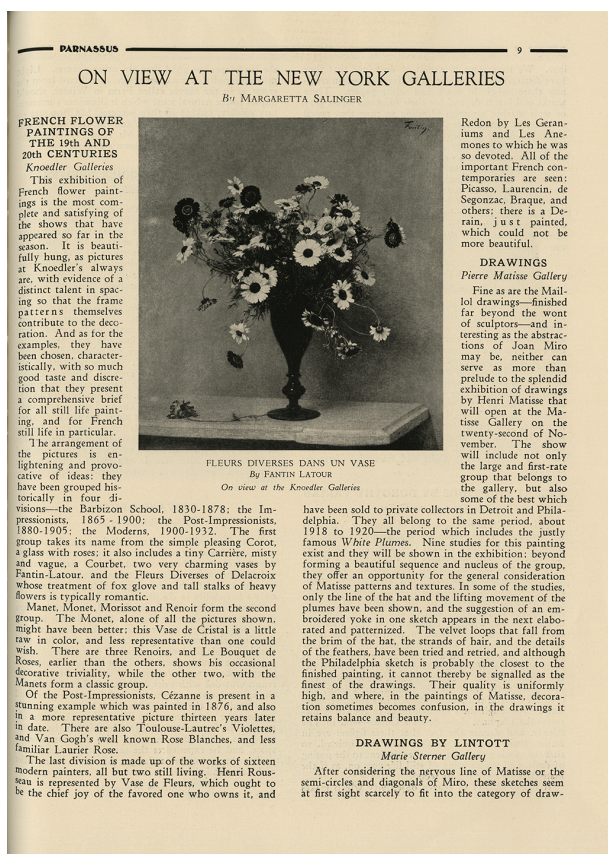 PARNASSUS 9
ON VIEW AT THE NEW YORK GALLERIES
By MARGARETTA SALINGER
FRENCH FLOWER
PAINTINGS OF
THE 19th AND
20th CENTURIES
Knoedler Galleries
This exhibition of
French flower paint-
ings is the most com-
plete and satisfying of
the shows that have
appeared so far in the
season. It is beauti-
fully hung, as pictures
at Knoedler's always
are, with evidence of a
distinct talent in spac-
ing so that the frame
patterns themselves
contribute to the deco-
ration. And as for the
examples, they have
been chosen, character-
istically, with so much
good taste and discre-
tion that they present
a comprehensive brief
for all still life paint-
ing, and for French
still life in particular.
The arrangement of
the pictures is en-
lightening and provo-
cative of ideas: they
have been grouped his-
torically in four di-
visions—the Barbizon School, 1830-1878; the Im-
pressionists, 1865 - 1900; the Post-Impressionists,
1880-1905; the Moderns, 1900-1932. The first
group takes its name from the simple pleasing Corot,
a glass with roses; it also includes a tiny Carrière, misty
and vague, a Courbet, two very charming vases by
Fantin-Latour, and the Fleurs Diverses of Delacroix
whose treatment of fox glove and tall stalks of heavy
flowers is typically romantic.
Manet, Monet, Morissot and Renoir form the second
group. The Monet, alone of all the pictures shown,
might have been better; this Vase de Cristal is a little
raw in color, and less representative than one could
wish. There are three Renoirs, and Le Bouquet de
Roses, earlier than the others, shows his occasional
decorative triviality, while the other two, with the
Manets form a classic group.
Of the Post-Impressionists, Cézanne is present in a
stunning example which was painted in 1876, and also
in a more representative picture thirteen years later
in date. There are also Toulouse-Lautrec's Violettes,
and Van Gogh's well known Rose Blanches, and less
familiar Laurier Rose.
The last division is made up of the works of sixteen
modern painters, all but two still living. Henri Rous-
seau is represented by Vase de Fleurs, which ought to
be the chief joy of the favored one who owns it, and
Fantin
FLEURS DIVERSES DANS UN VASE
By FANTIN LATOUR
On view at the Knoedler Galleries
Redon by Les Geran-
iums and Les Ane-
mones to which he was
so devoted. All of the
important French con-
temporaries are seen:
Picasso, Laurencin, de
Segonzac, Braque, and
others; there is a De-
rain, just painted,
which could not be
more beautiful.
DRAWINGS
Pierre Matisse Gallery
Fine as are the Mail-
lol drawings—finished
far beyond the wont
of sculptors—and in-
teresting as the abstrac-
tions of Joan Miro
may be, neither can
serve as more than
prelude to the splendid
exhibition of drawings
by Henri Matisse that
will open at the Ma-
tisse Gallery on the
twenty-second of No-
vember. The show
will include not only
the large and first-rate
group that belongs to
the gallery, but also
some of the best which
have been sold to private collectors in Detroit and Phila-
delphia. They all belong to the same period, about
1918 to 1920—the period which includes the justly
famous White Plumes. Nine studies for this painting
exist and they will be shown in the exhibition; beyond
forming a beautiful sequence and nucleus of the group,
they offer an opportunity for the general consideration
of Matisse patterns and textures. In some of the studies,
only the line of the hat and the lifting movement of the
plumes have been shown, and the suggestion of an em-
broidered yoke in one sketch appears in the next elabo-
rated and patternized. The velvet loops that fall from
the brim of the hat, the strands of hair, and the details
of the feathers, have been tried and retried, and although
the Philadelphia sketch is probably the closest to the
finished painting, it cannot thereby be signalled as the
finest of the drawings. Their quality is uniformly
high, and where, in the paintings of Matisse, decora-
tion sometimes becomes confusion, in the drawings it
retains balance and beauty.
DRAWINGS BY LINTOTT
Marie Sterner Gallery
After considering the nervous line of Matisse or the
semi-circles and diagonals of Miro, these sketches seem
at first sight scarcely to fit into the category of draw-